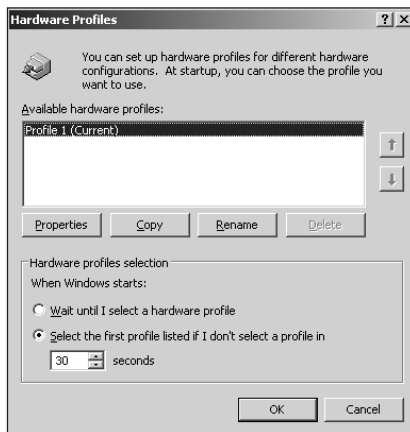 Hardware Profiles
You can set up hardware profiles for different hardware
configurations. At startup, you can choose the profile you
want to use.
Available hardware profiles:
Profile 1 (Current)
Properties
Copy
Rename
Delete
Hardware profiles selection
When Windows starts:
Wait until I select a hardware profile
Select the first profile listed if I don't select a profile in
30 seconds
OK
Cancel